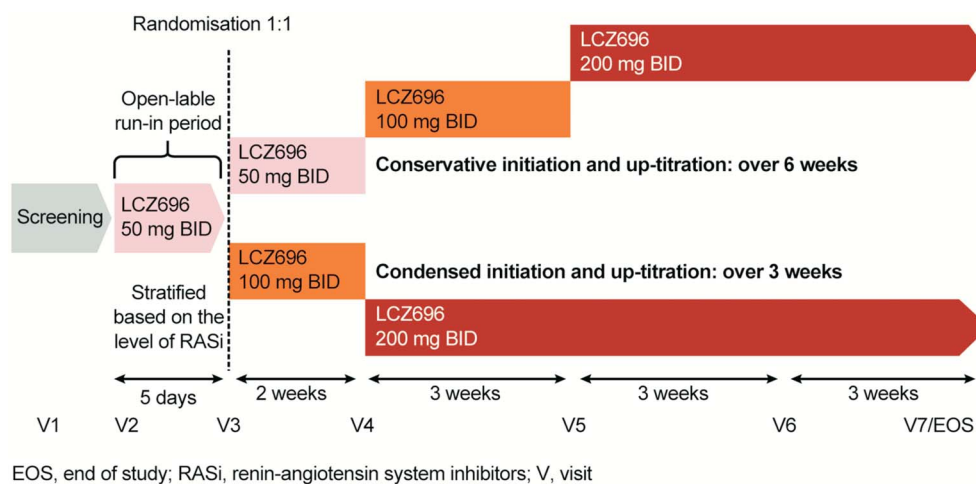 Randomisation 1:1
LCZ696
200 mg BID
Open-lable
run-in period
LCZ696
100 mg BID
LCZ696
50 mg BID
Conservative initiation and up-titration: over 6 weeks
Screening
LCZ696
50 mg BID
LCZ696
100 mg BID
Condensed initiation and up-titration: over 3 weeks
Stratified
based on the
level of RASi
LCZ696
200 mg BID
5 days
2 weeks
3 weeks
3 weeks
3 weeks
V1
V2
V3
V4
V5
V6
V7/EOS
EOS, end of study; RASi, renin-angiotensin system inhibitors; V, visit